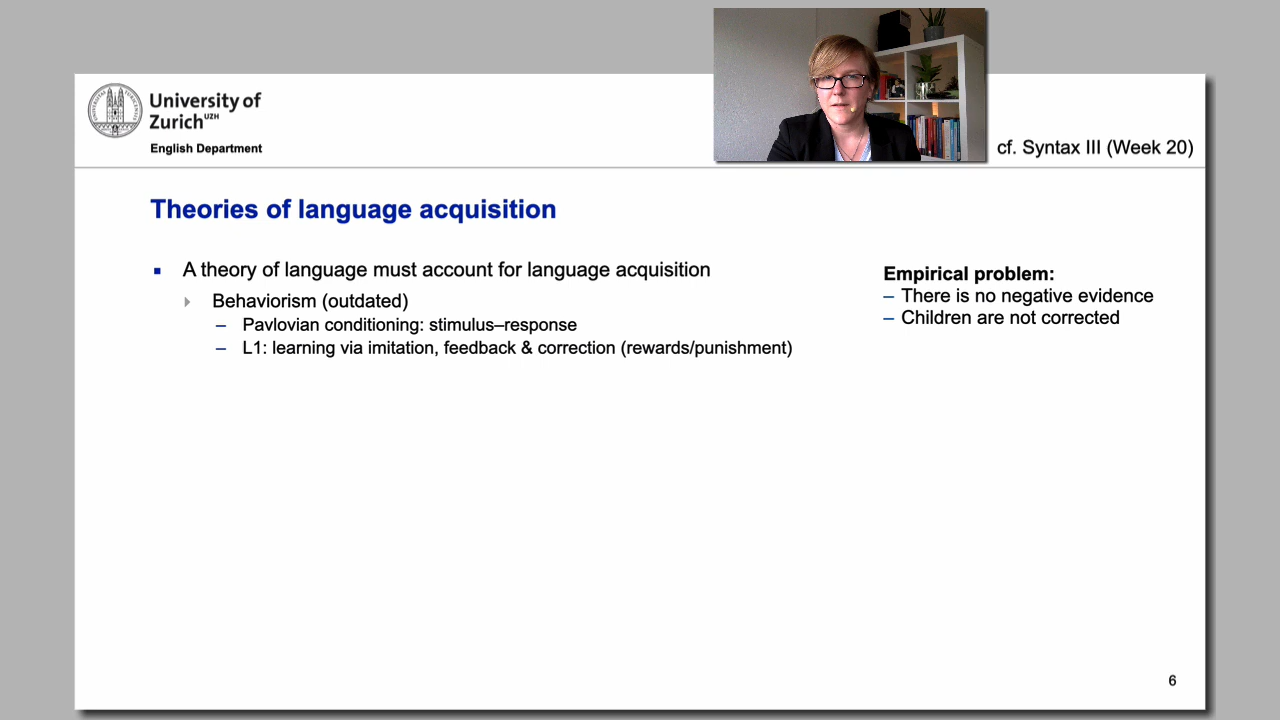 University of
Zurich UZH
English Department
cf. Syntax III (Week 20)
Theories of language acquisition
▪ A theory of language must account for language acquisition
Behaviorism (outdated)
– Pavlovian conditioning: stimulus–response
– L1: learning via imitation, feedback & correction (rewards/punishment)
Empirical problem:
– There is no negative evidence
– Children are not corrected
6